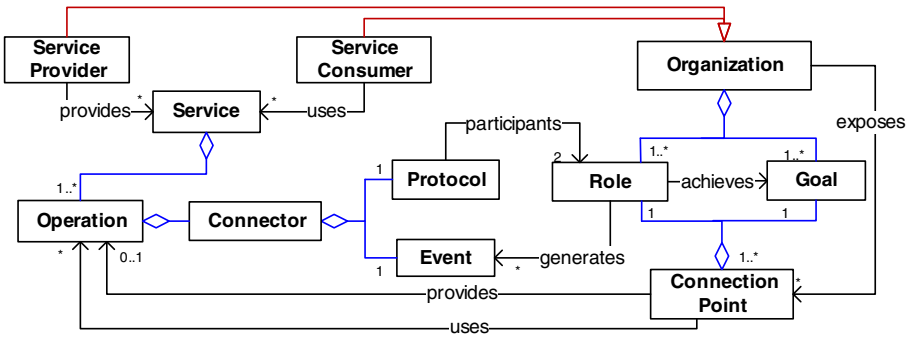 Service
Provider
Service
Consumer
Organization
provides
*
Service
*
uses
exposes
1..*
1
Protocol
participants
2
1..*
Role
achieves
1..*
Goal
Operation
Connector
1
1
*
0..1
1
Event
*
generates
1..*
Connection
Point
*
provides
uses